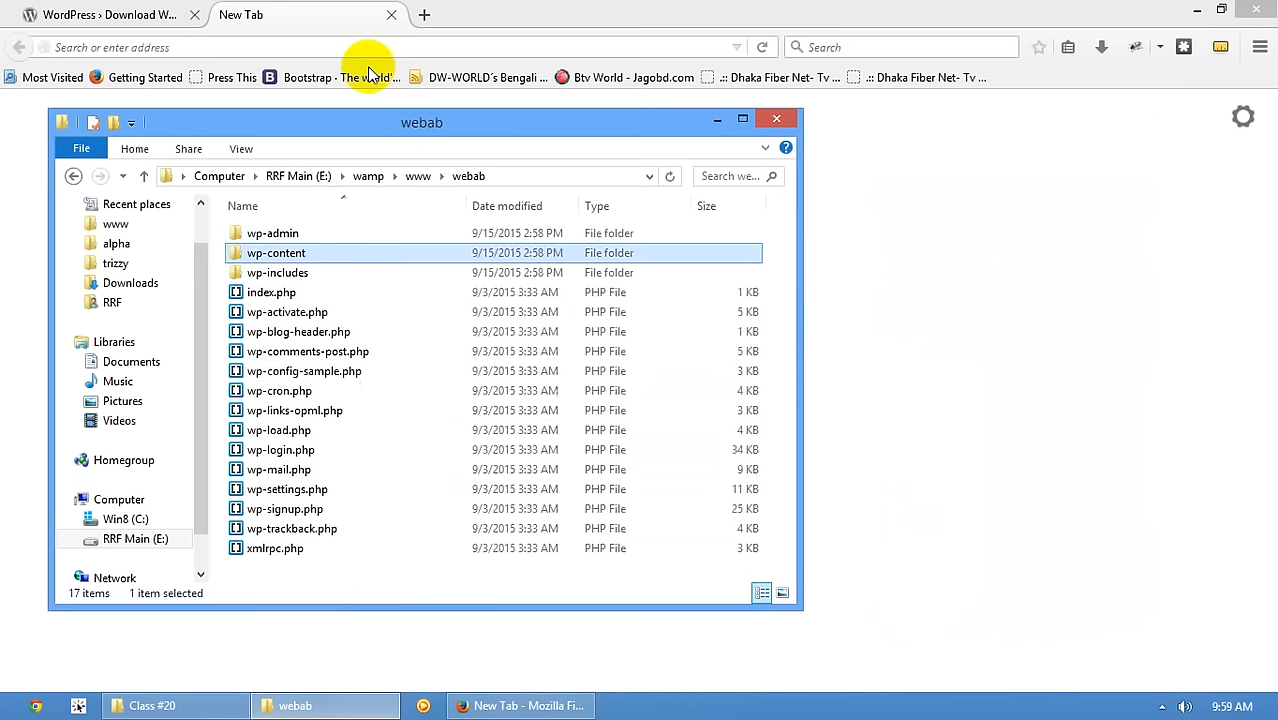 WordPress › Download W...
New Tab
Search or enter address
Search
Most Visited
Getting Started
Press This
Bootstrap · The world'...
DW-WORLD's Bengali ...
Btv World - Jagobd.com
.:: Dhaka Fiber Net- Tv ...
.:: Dhaka Fiber Net- Tv ...
webab
File Home Share View
Computer RRF Main (E:) wamp www webab
Search we...
Recent places
www
alpha
trizzy
Downloads
RRF
Libraries
Documents
Music
Pictures
Videos
Homegroup
Computer
Win8 (C:)
RRF Main (E:)
Network
Name Date modified Type Size
wp-admin 9/15/2015 2:58 PM File folder
wp-content 9/15/2015 2:58 PM File folder
wp-includes 9/15/2015 2:58 PM File folder
index.php 9/3/2015 3:33 AM PHP File 1 KB
wp-activate.php 9/3/2015 3:33 AM PHP File 5 KB
wp-blog-header.php 9/3/2015 3:33 AM PHP File 1 KB
wp-comments-post.php 9/3/2015 3:33 AM PHP File 5 KB
wp-config-sample.php 9/3/2015 3:33 AM PHP File 3 KB
wp-cron.php 9/3/2015 3:33 AM PHP File 4 KB
wp-links-opml.php 9/3/2015 3:33 AM PHP File 3 KB
wp-load.php 9/3/2015 3:33 AM PHP File 4 KB
wp-login.php 9/3/2015 3:33 AM PHP File 34 KB
wp-mail.php 9/3/2015 3:33 AM PHP File 9 KB
wp-settings.php 9/3/2015 3:33 AM PHP File 11 KB
wp-signup.php 9/3/2015 3:33 AM PHP File 25 KB
wp-trackback.php 9/3/2015 3:33 AM PHP File 4 KB
xmlrpc.php 9/3/2015 3:33 AM PHP File 3 KB
17 items 1 item selected
Class #20
webab
New Tab - Mozilla Fi...
9:59 AM